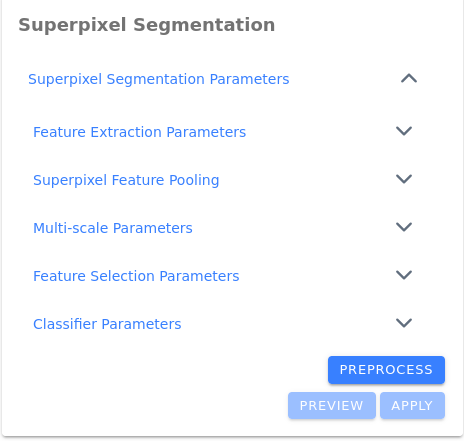 Superpixel Segmentation
Superpixel Segmentation Parameters
Feature Extraction Parameters
Superpixel Feature Pooling
Multi-scale Parameters
Feature Selection Parameters
Classifier Parameters
PREPROCESS
PREVIEW APPLY